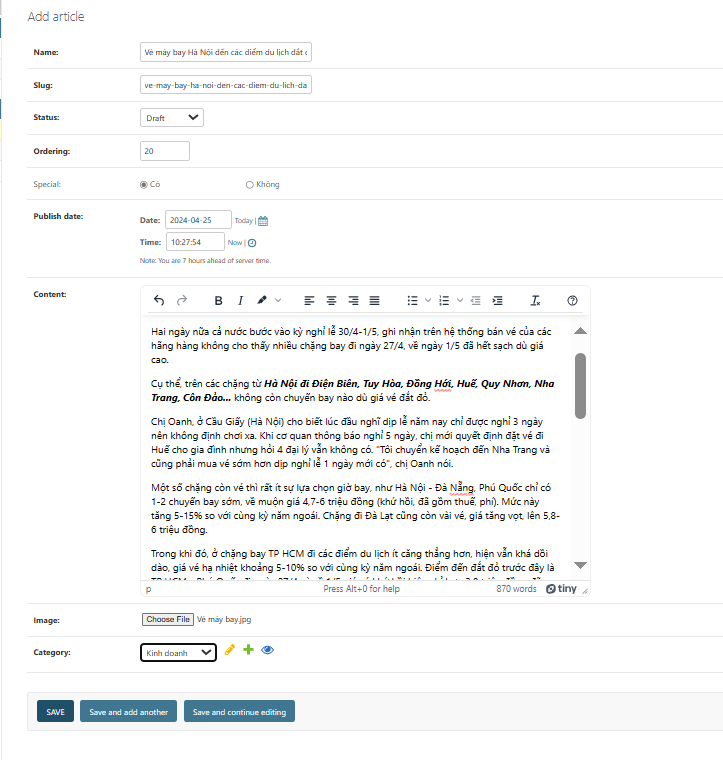 Add article
Name:
Vé máy bay Hà Nội đến các điểm du lịch đắt
Slug:
ve-may-bay-ha-noi-den-cac-diem-du-lich-da
Status:
Draft
Ordering:
20
Special:
Có
Không
Publish date:
Date: 2024-04-25 Today |
Time: 10:27:54 Now |
Note: You are 7 hours ahead of server time.
Content:
B I
Hai ngày nữa cả nước bước vào kỳ nghỉ lễ 30/4-1/5, ghi nhận trên hệ thống bán vé của các
hãng hàng không cho thấy nhiều chặng bay đi ngày 27/4, về ngày 1/5 đã hết sạch dù giá
cao.
Cụ thể, trên các chặng từ Hà Nội đi Điện Biên, Tuy Hòa, Đồng Hới, Huế, Quy Nhơn, Nha
Trang, Côn Đảo... không còn chuyến bay nào dù giá vé đắt đỏ.
Chị Oanh, ở Cầu Giấy (Hà Nội) cho biết lúc đầu nghĩ dịp lễ năm nay chỉ được nghỉ 3 ngày
nên không định chơi xa. Khi cơ quan thông báo nghỉ 5 ngày, chị mới quyết định đặt vé đi
Huế cho gia đình nhưng hỏi 4 đại lý vẫn không có. "Tôi chuyển kế hoạch đến Nha Trang và
cũng phải mua vé sớm hơn dịp nghỉ lễ 1 ngày mới có", chị Oanh nói.
Một số chặng còn vé thì rất ít sự lựa chọn giờ bay, như Hà Nội - Đà Nẵng, Phú Quốc chỉ có
1-2 chuyến bay sớm, về muộn giá 4,7-6 triệu đồng (khứ hồi, đã gồm thuế, phí). Mức này
tăng 5-15% so với cùng kỳ năm ngoái. Chặng đi Đà Lạt cũng còn vài vé, giá tăng vọt, lên 5,8-
6 triệu đồng.
Trong khi đó, ở chặng bay TP HCM đi các điểm du lịch ít căng thẳng hơn, hiện vẫn khá dồi
dào, giá vé hạ nhiệt khoảng 5-10% so với cùng kỳ năm ngoái. Điểm đến đắt đỏ trước đây là
p
Press Alt+0 for help
870 words
tiny
Image:
Choose File Vé máy bay.jpg
Category:
Kinh doanh
SAVE
Save and add another
Save and continue editing